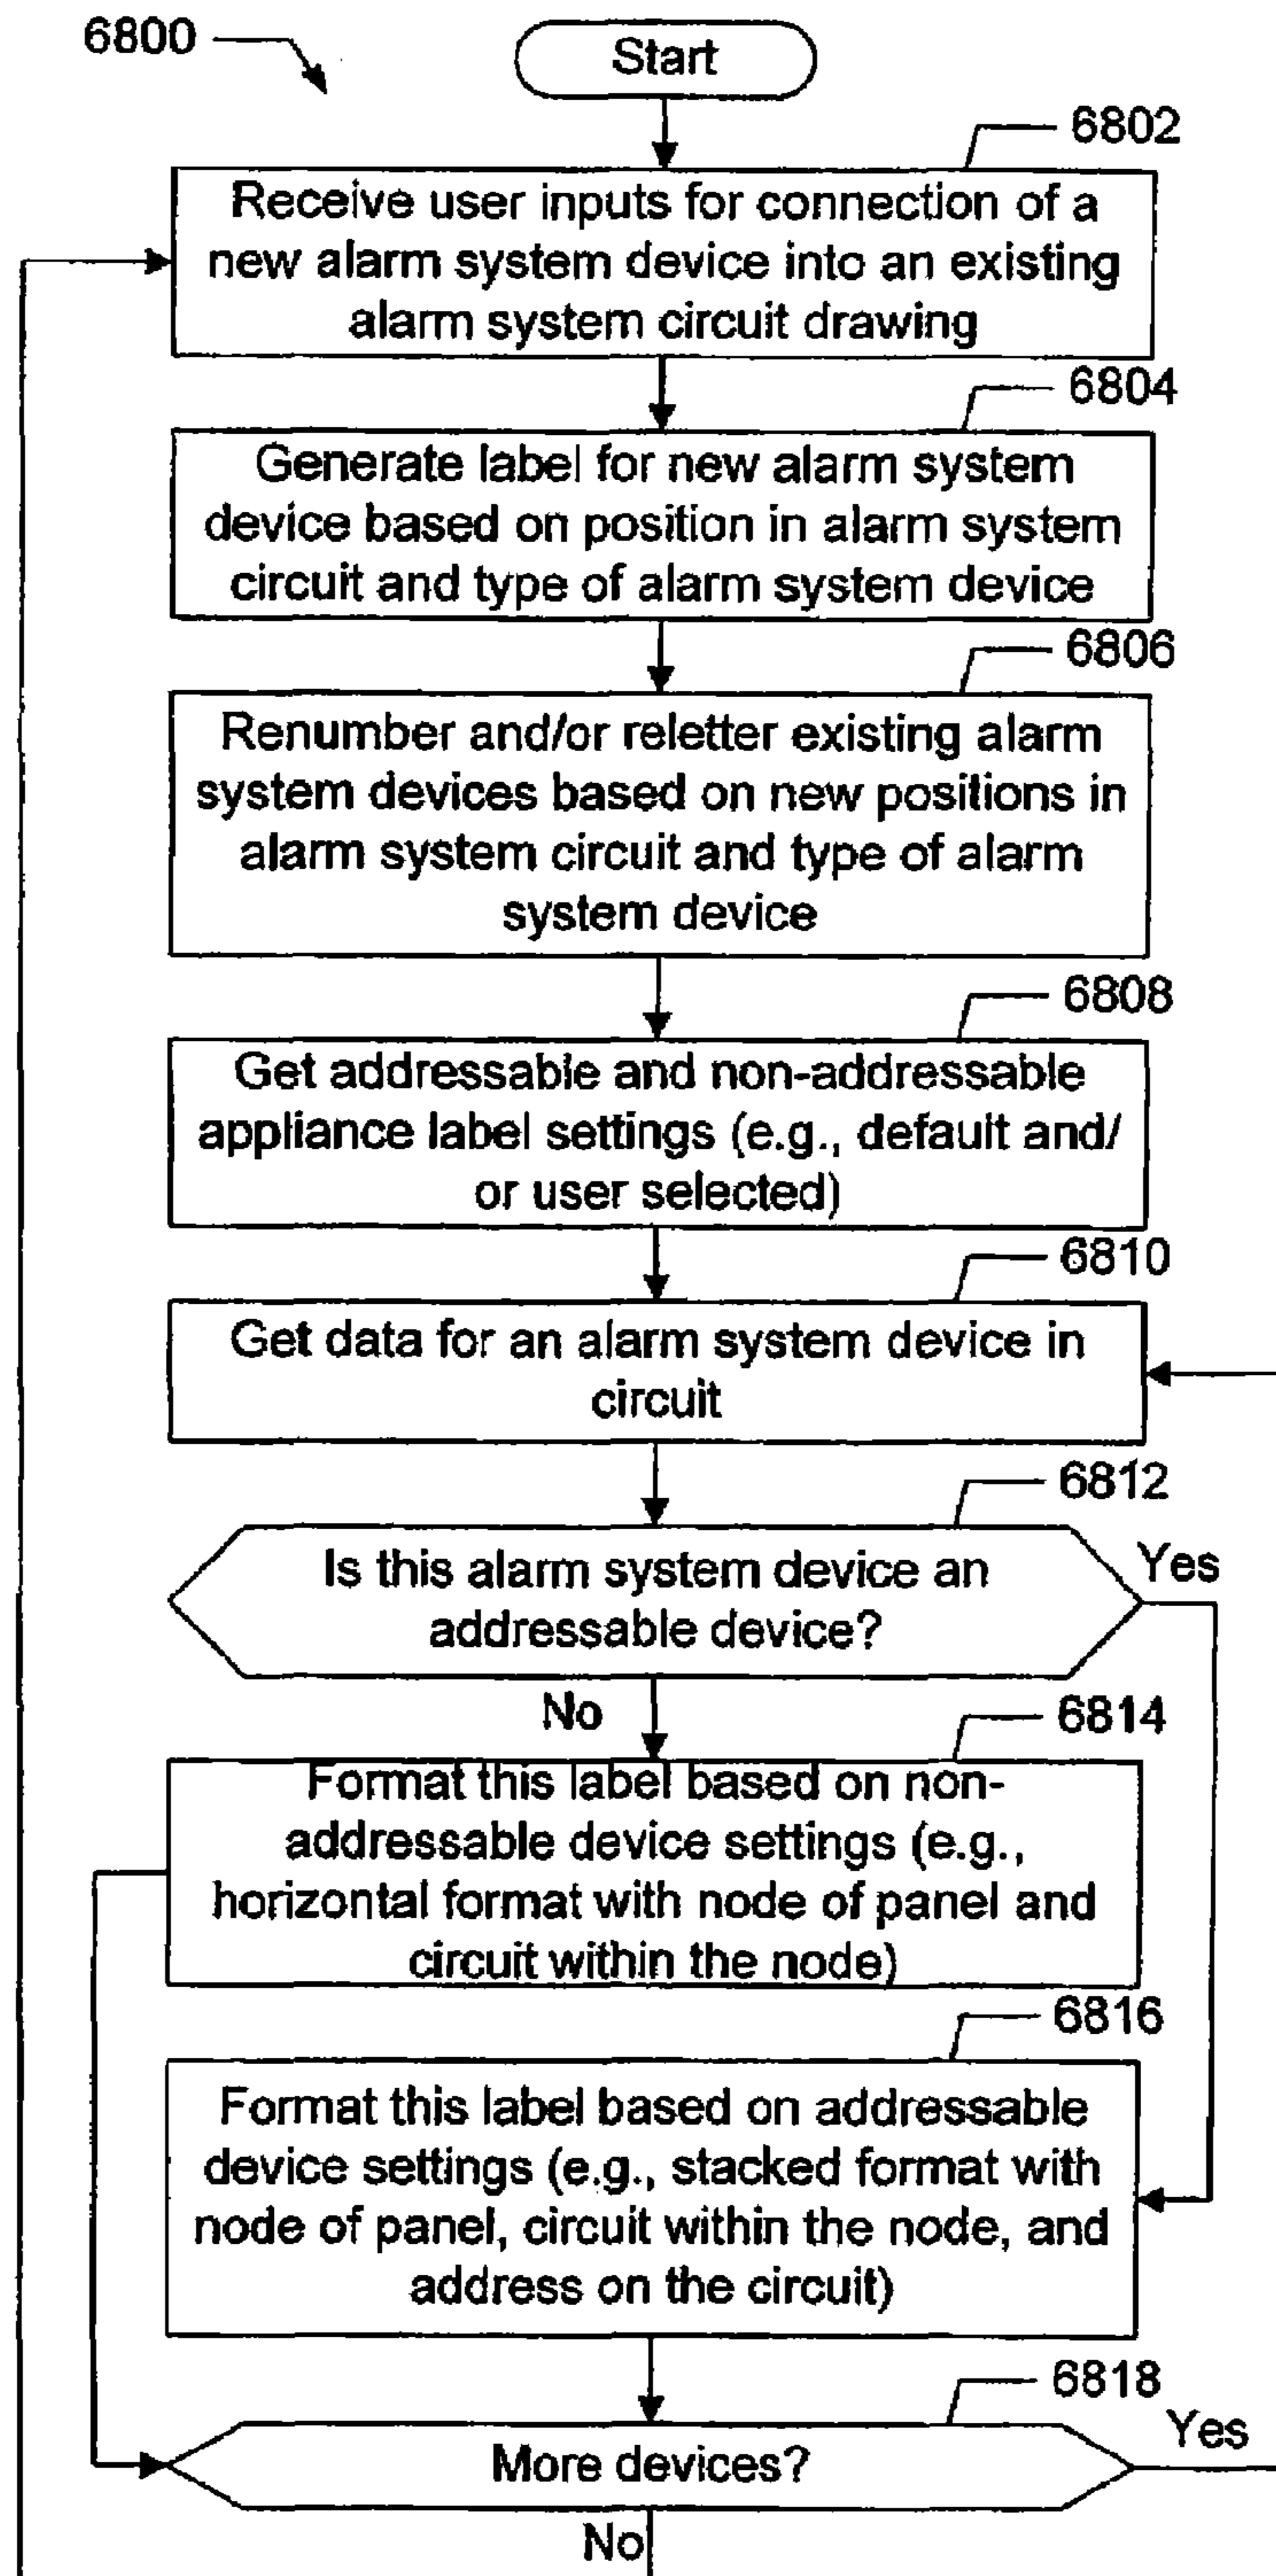 6800
Start
6802
Receive user inputs for connection of a
new alarm system device into an existing
alarm system circuit drawing
6804
Generate label for new alarm system
device based on position in alarm system
circuit and type of alarm system device
6806
Renumber and/or reletter existing alarm
system devices based on new positions in
alarm system circuit and type of alarm
system device
6808
Get addressable and non-addressable
appliance label settings (e.g., default and/
or user selected)
6810
Get data for an alarm system device in
circuit
6812
Is this alarm system device an
addressable device?
Yes
No
6814
Format this label based on non-
addressable device settings (e.g.,
horizontal format with node of panel and
circuit within the node)
6816
Format this label based on addressable
device settings (e.g., stacked format with
node of panel, circuit within the node, and
address on the circuit)
6818
More devices?
Yes
No